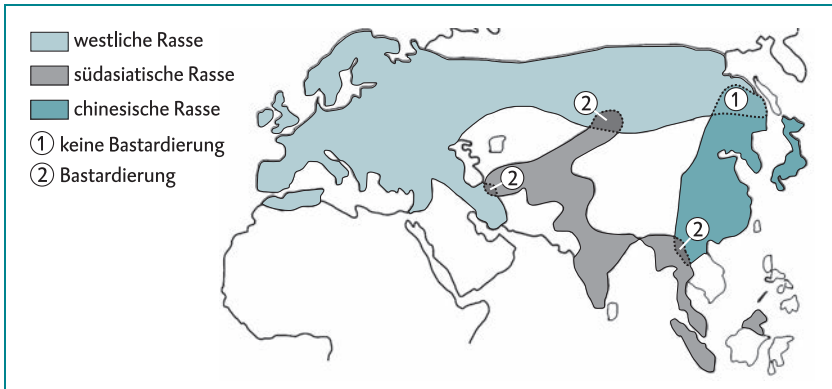 westliche Rasse
südasiatische Rasse
chinesische Rasse
1 keine Bastardierung
2 Bastardierung
2
1
2
2